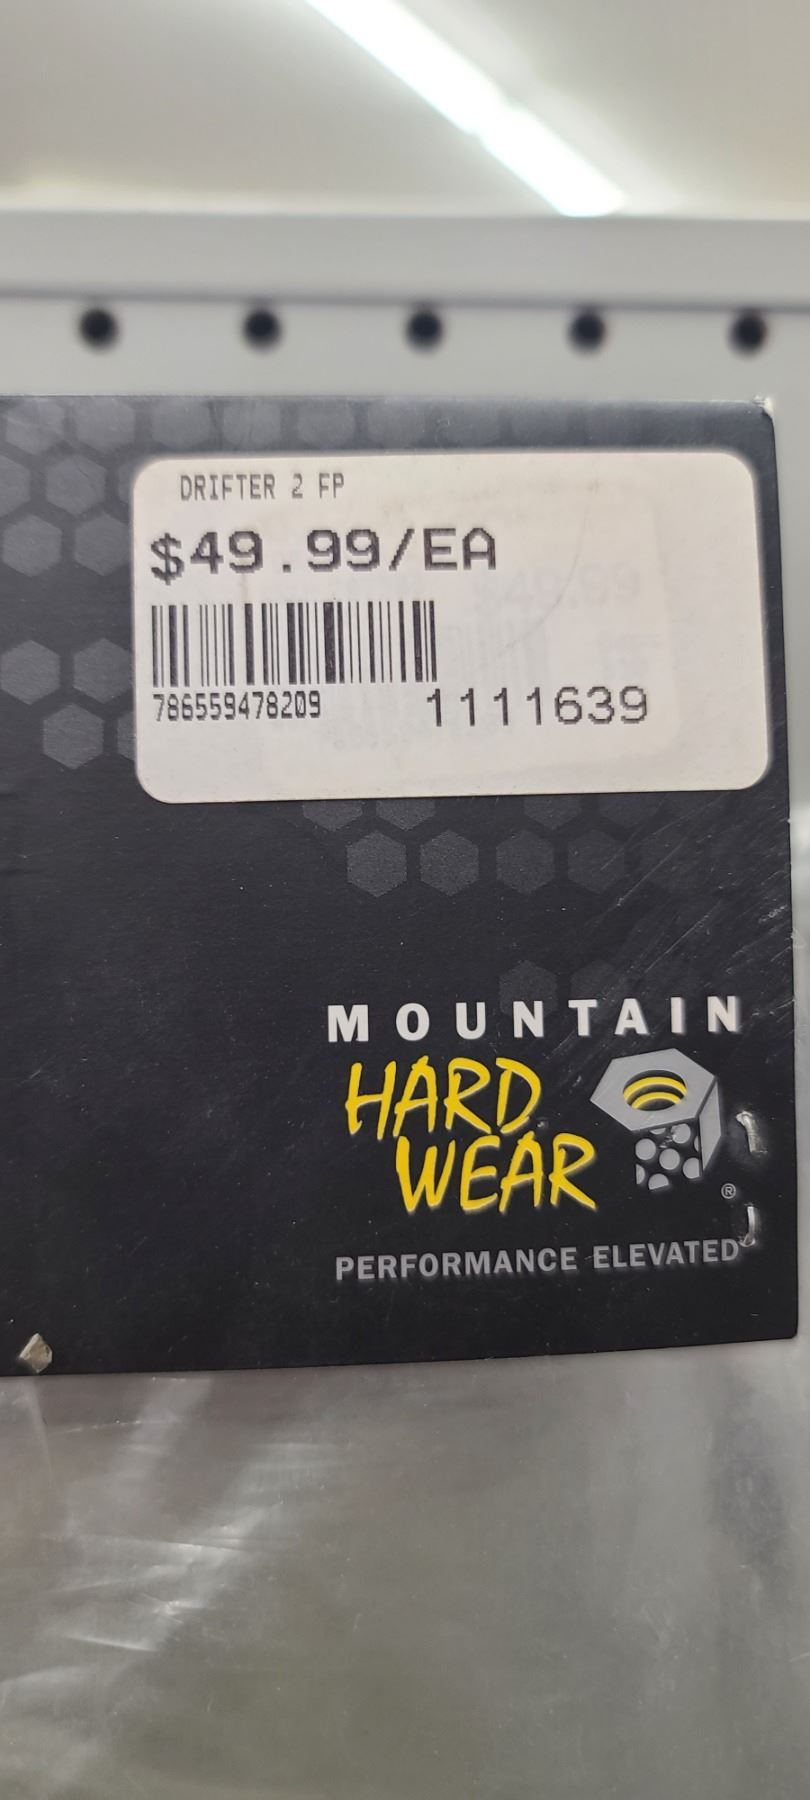 DRIFTER 2 FP
$49.99/EA
786559478209 1111639
MOUNTAIN
HARD
WEAR
®
PERFORMANCE ELEVATED